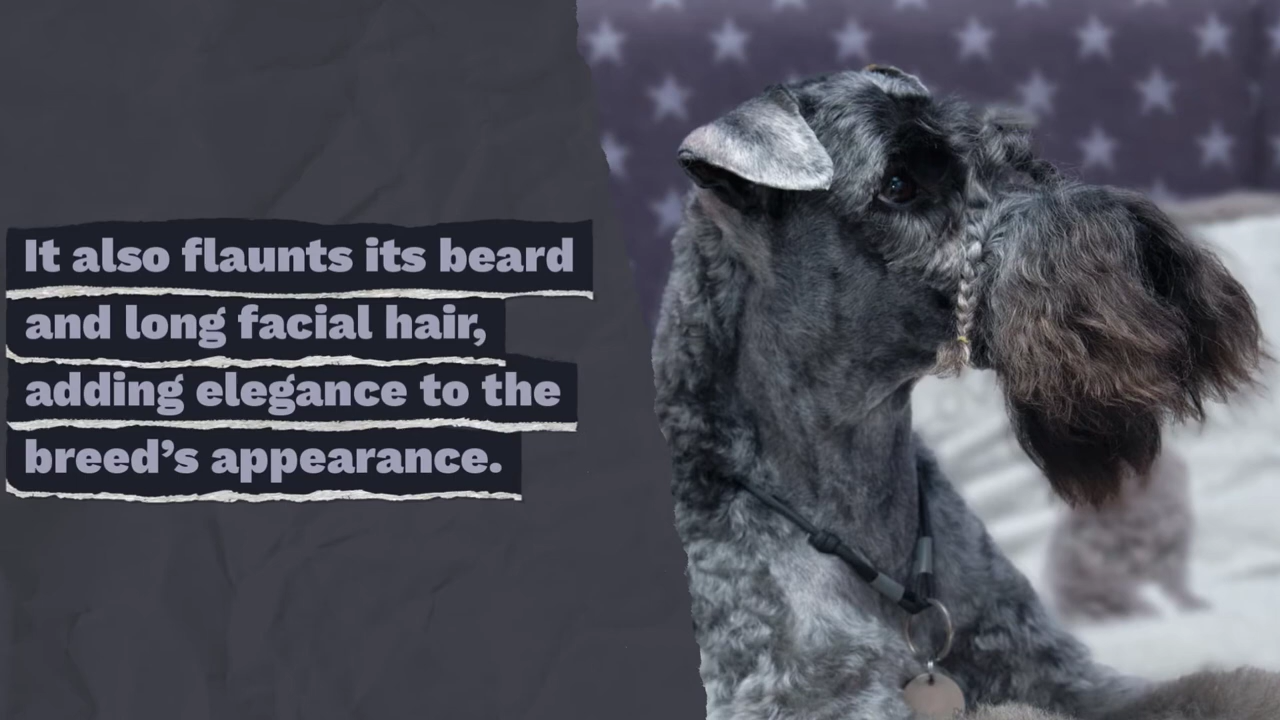 It also flaunts its beard
and long facial hair,
adding elegance to the
breed’s appearance.